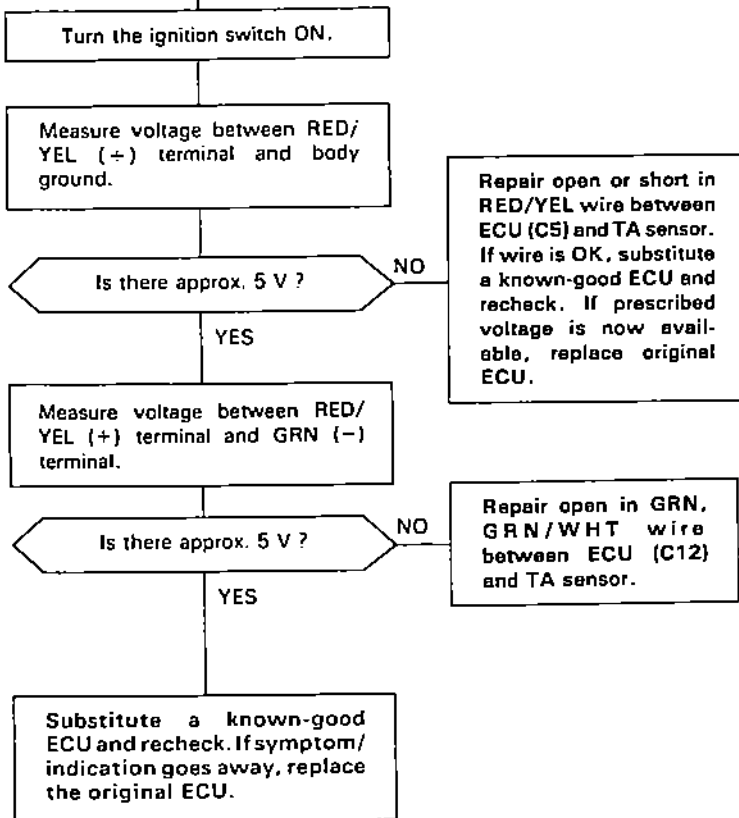 Turn the ignition switch ON.
Measure voltage between RED/
YEL (+) terminal and body
ground.
Is there approx. 5 V ?
NO
Repair open or short in
RED/YEL wire between
ECU (C5) and TA sensor.
If wire is OK, substitute
a known-good ECU and
recheck. If prescribed
voltage is now avail-
able, replace original
ECU.
YES
Measure voltage between RED/
YEL (+) terminal and GRN (−)
terminal.
Is there approx. 5 V ?
NO
Repair open in GRN,
GRN/WHT wire
between ECU (C12)
and TA sensor.
YES
Substitute a known-good
ECU and recheck. If symptom/
indication goes away, replace
the original ECU.